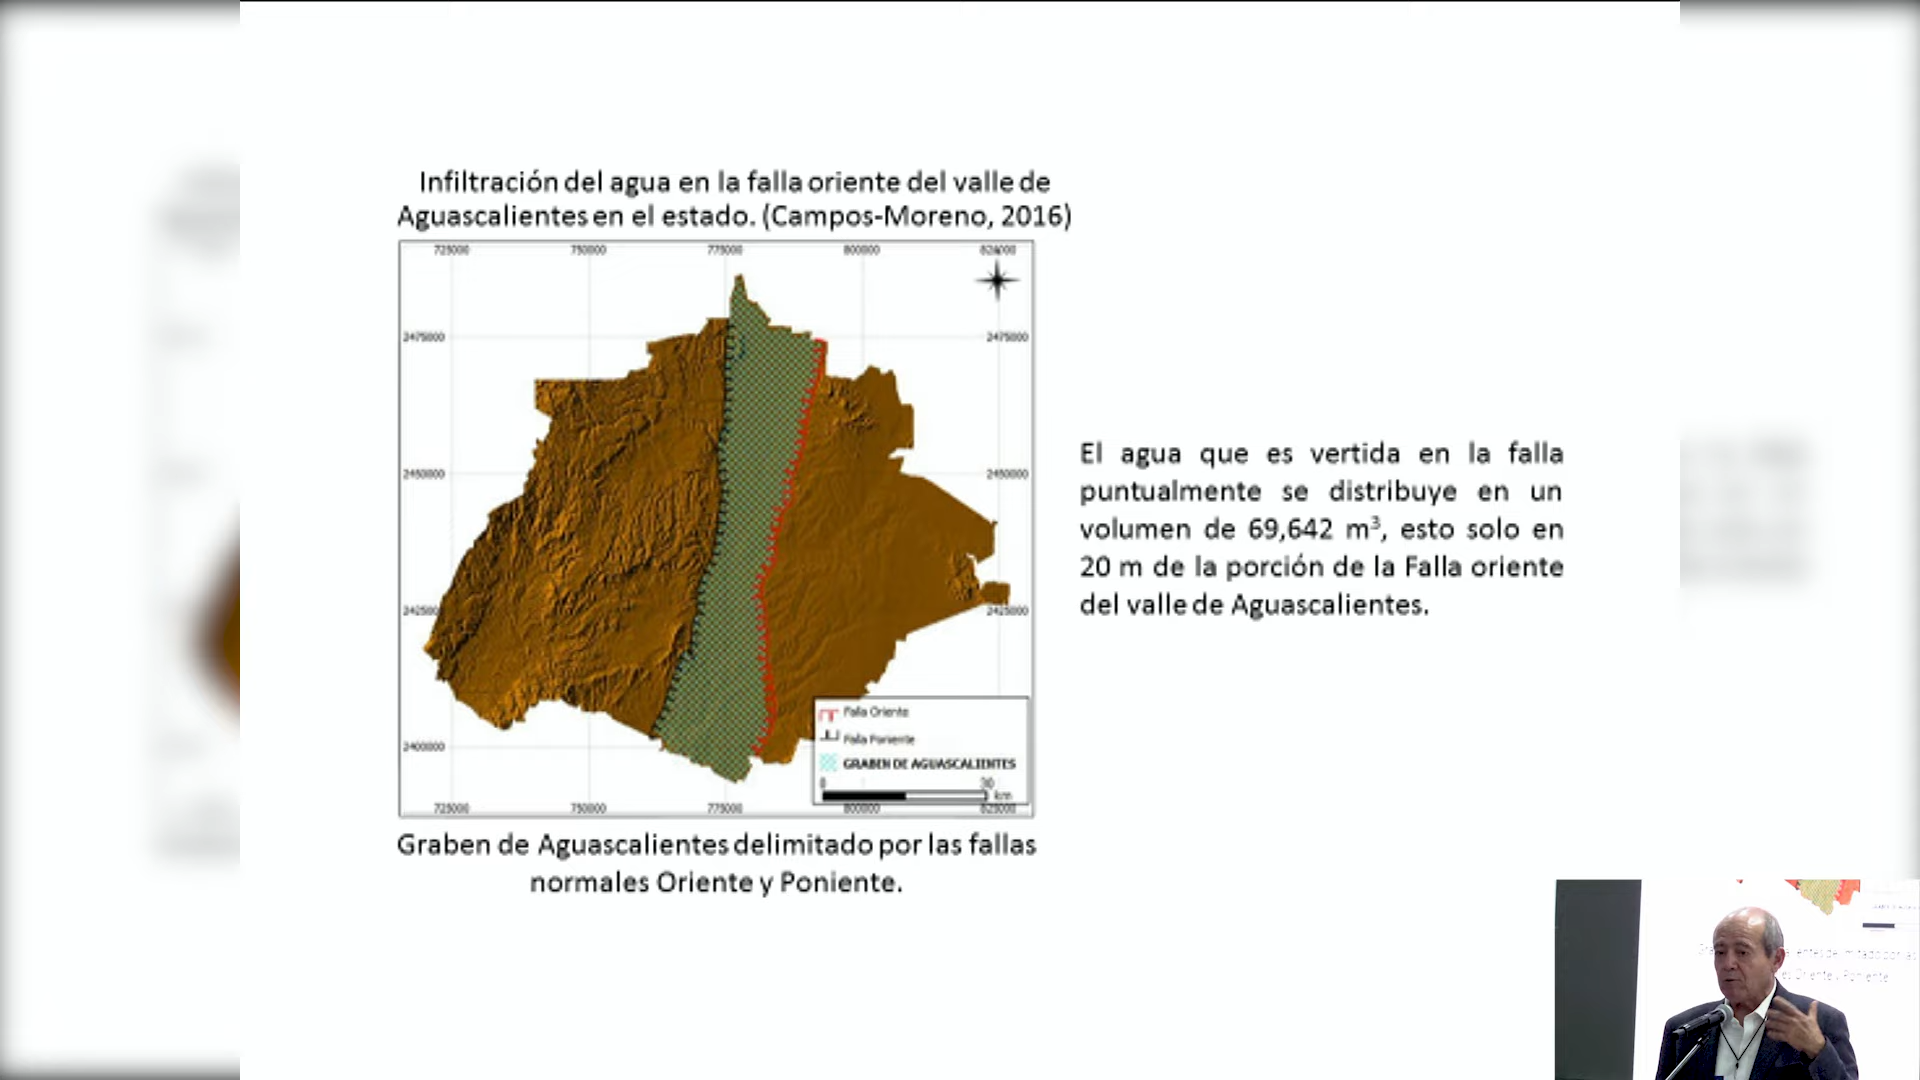 Infiltración del agua en la falla oriente del valle de
Aguascalientes en el estado. (Campos-Moreno, 2016)
725000 750000 775000 800000 825000
2475000 2475000
2450000 2450000
2425000 2425000
2400000
Falla Oriente
Falla Poniente
GRABEN DE AGUASCALIENTES
0 30
km
725000 750000 775000 800000 825000
Graben de Aguascalientes delimitado por las fallas
normales Oriente y Poniente.
El agua que es vertida en la falla
puntualmente se distribuye en un
volumen de 69,642 m³, esto solo en
20 m de la porción de la Falla oriente
del valle de Aguascalientes.